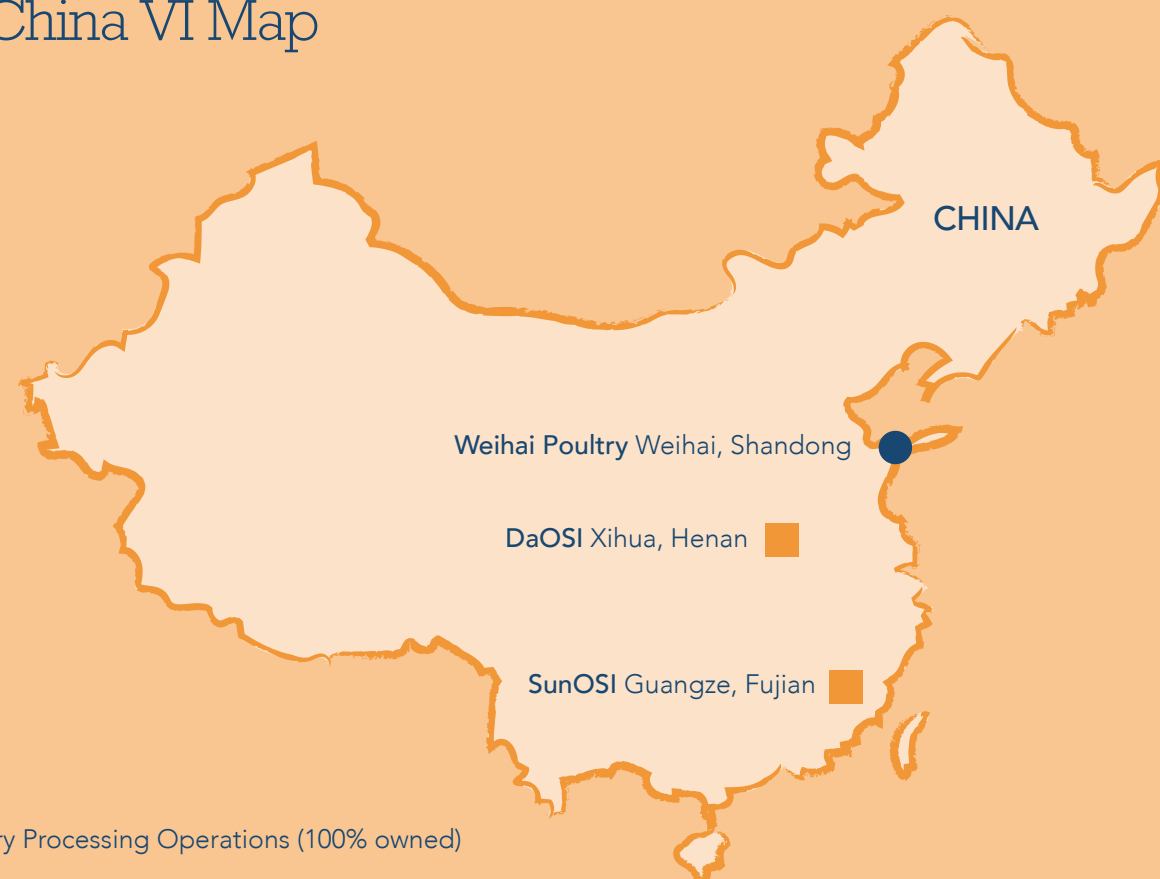 China VI Map
CHINA
Weihai Poultry Weihai, Shandong
DaOSI Xihua, Henan
SunOSI Guangze, Fujian
Processing Operations (100% owned)